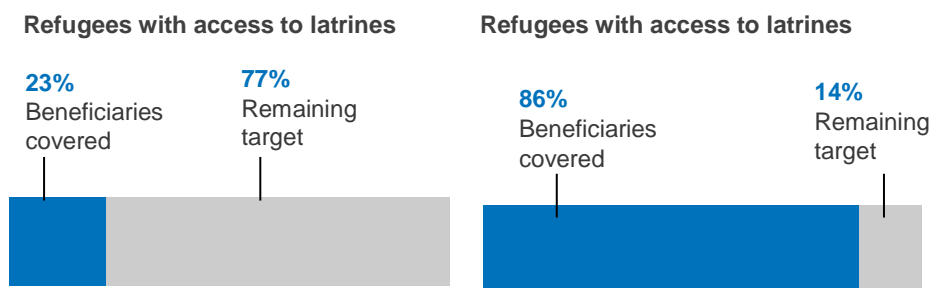 Refugees with access to latrines
23%
Beneficiaries
covered
77%
Remaining
target
Refugees with access to latrines
86%
Beneficiaries
covered
14%
Remaining
target